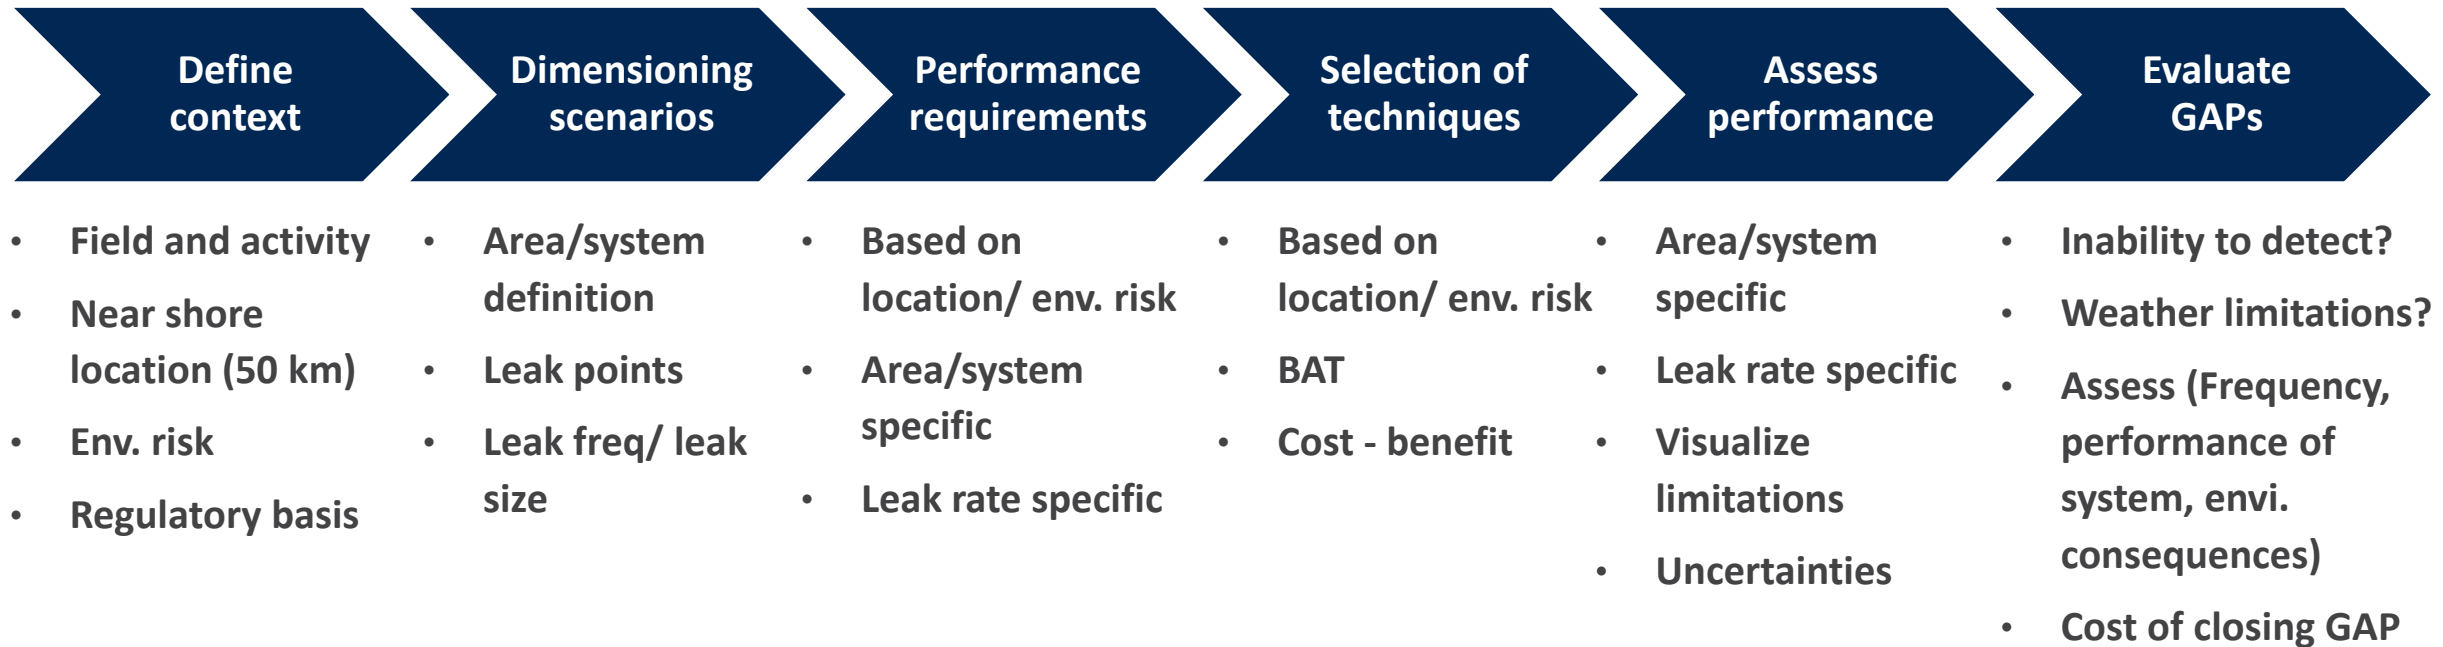 Define
context
Dimensioning
scenarios
Performance
requirements
Selection of
techniques
Assess
performance
Evaluate
GAPs
• Field and activity
• Near shore
location (50 km)
• Env. risk
• Regulatory basis
• Area/system
definition
• Leak points
• Leak freq/ leak
size
• Based on
location/ env. risk
• Area/system
specific
• Leak rate specific
• Based on
location/ env. risk
• BAT
• Cost - benefit
• Area/system
specific
• Leak rate specific
• Visualize
limitations
• Uncertainties
• Inability to detect?
• Weather limitations?
• Assess (Frequency,
performance of
system, envi.
consequences)
• Cost of closing GAP